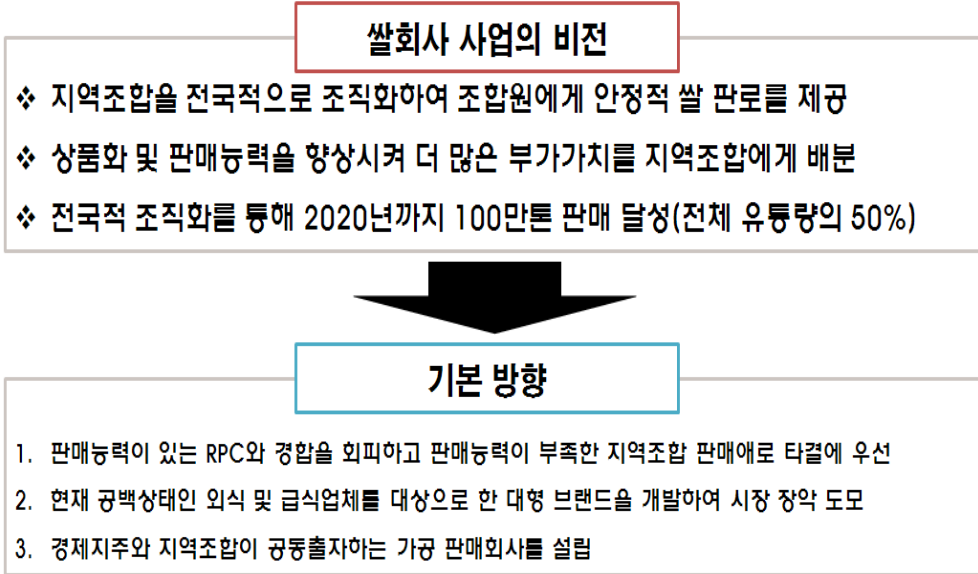 쌀회사 사업의 비전
❖ 지역조합을 전국적으로 조직화하여 조합원에게 안정적 쌀 판로를 제공
❖ 상품화 및 판매능력을 향상시켜 더 많은 부가가치를 지역조합에게 배분
❖ 전국적 조직화를 통해 2020년까지 100만톤 판매 달성(전체 유통량의 50%)
기본 방향
1. 판매능력이 있는 RPC와 경합을 회피하고 판매능력이 부족한 지역조합 판매애로 타결에 우선
2. 현재 공백상태인 외식 및 급식업체를 대상으로 한 대형 브랜드을 개발하여 시장 장악 도모
3. 경제지주와 지역조합이 공동출자하는 가공 판매회사를 설립